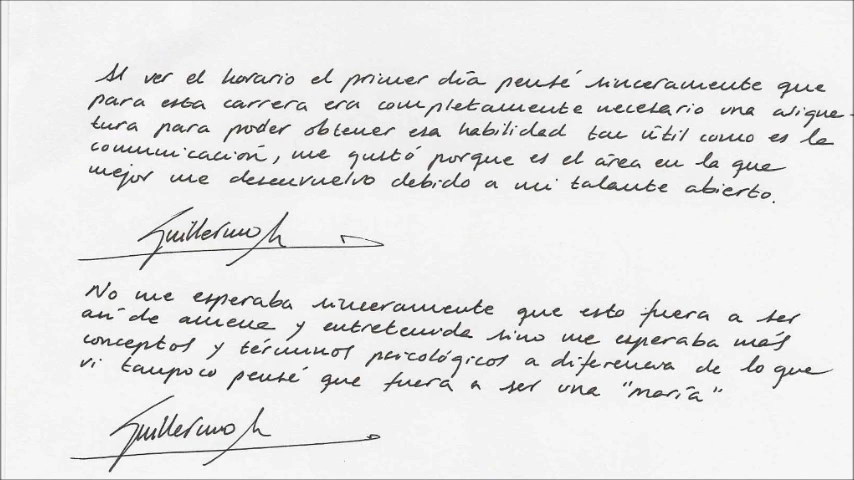 Al ver el horario el primer día pensé sinceramente que
para esta carrera era completamente necesario una asigna-
tura para poder obtener esa habilidad tan útil como es la
comunicación, me gustó porque es el área en la que
mejor me desenvuelvo debido a mi talante abierto.
Guillermo
No me esperaba sinceramente que esto fuera a ser
así de amena y entretenida sino me esperaba más
conceptos y términos psicológicos a diferencia de lo que
vi tampoco pensé que fuera a ser una "maría"
Guillermo